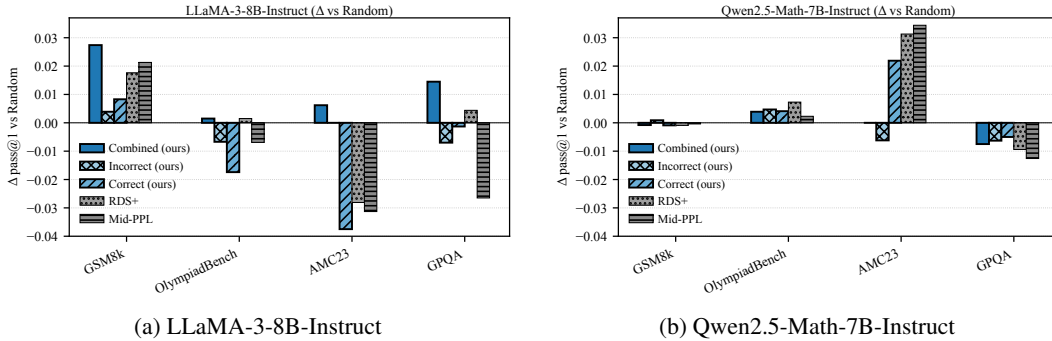 LLaMA-3-8B-Instruct (Δ vs Random)
Δ pass@1 vs Random
0.03
0.02
0.01
0.00
−0.01
−0.02
−0.03
−0.04
Combined (ours)
Incorrect (ours)
Correct (ours)
RDS+
Mid-PPL
GSM8k
OlympiadBench
AMC23
GPQA
(a) LLaMA-3-8B-Instruct
Qwen2.5-Math-7B-Instruct (Δ vs Random)
Δ pass@1 vs Random
0.03
0.02
0.01
0.00
−0.01
−0.02
−0.03
−0.04
Combined (ours)
Incorrect (ours)
Correct (ours)
RDS+
Mid-PPL
GSM8k
OlympiadBench
AMC23
GPQA
(b) Qwen2.5-Math-7B-Instruct